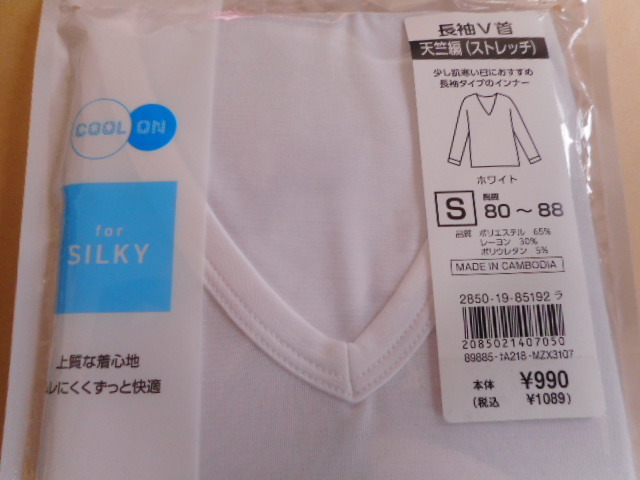 COOL ON
for
SILKY
上質な着心地
レにくくずっと快適
長袖V首
天竺編(ストレッチ)
少し肌寒い日におすすめ
長袖タイプのインナー
ホワイト
S 胸囲 80～88
品質 ポリエステル 65%
レーヨン 30%
ポリウレタン 5%
MADE IN CAMBODIA
2850-19-85192 ラ
2085021407050
89885-tA218-MZX3107
本体 ¥990
(税込 ¥1089)